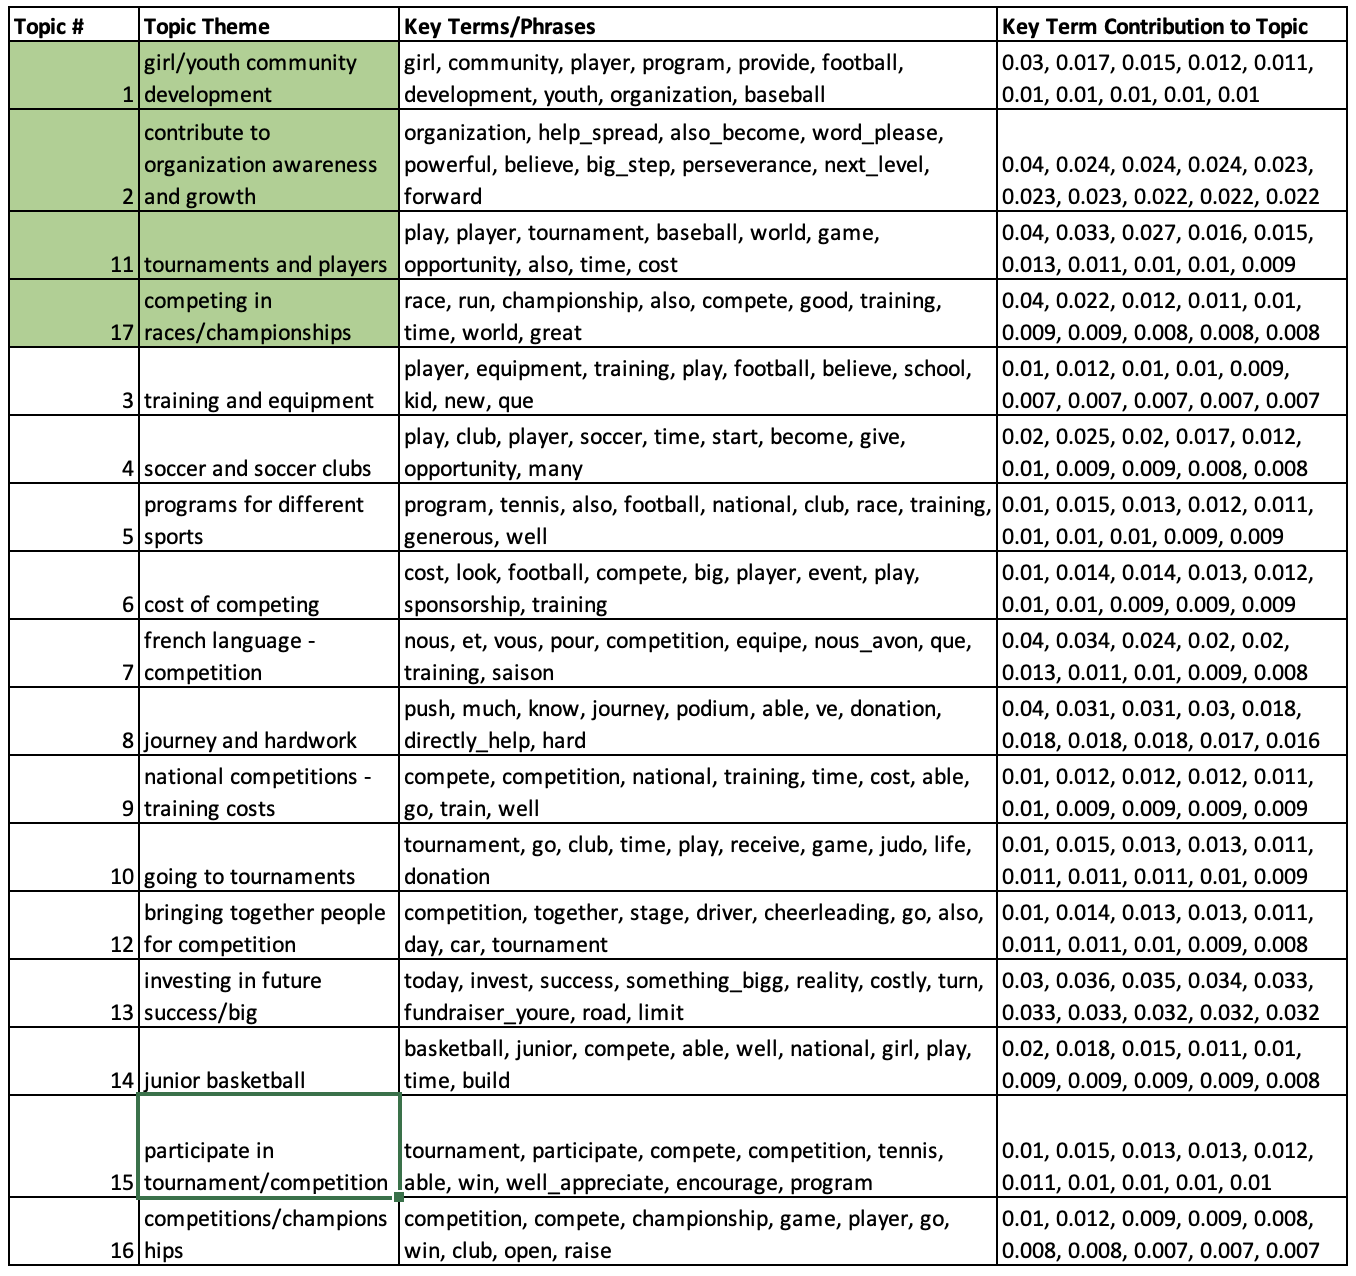 Topic # Topic Theme Key Terms/Phrases Key Term Contribution to Topic
girl/youth community girl, community, player, program, provide, football, 0.03, 0.017, 0.015, 0.012, 0.011,
1 development development, youth, organization, baseball 0.01, 0.01, 0.01, 0.01, 0.01
contribute to organization, help_spread, also_become, word_please,
organization awareness powerful, believe, big_step, perseverance, next_level, 0.04, 0.024, 0.024, 0.024, 0.023,
2 and growth forward 0.023, 0.023, 0.022, 0.022, 0.022
play, player, tournament, baseball, world, game, 0.04, 0.033, 0.027, 0.016, 0.015,
11 tournaments and players opportunity, also, time, cost 0.013, 0.011, 0.01, 0.01, 0.009
competing in race, run, championship, also, compete, good, training, 0.04, 0.022, 0.012, 0.011, 0.01,
17 races/championships time, world, great 0.009, 0.009, 0.008, 0.008, 0.008
player, equipment, training, play, football, believe, school, 0.01, 0.012, 0.01, 0.01, 0.009,
3 training and equipment kid, new, que 0.007, 0.007, 0.007, 0.007, 0.007
play, club, player, soccer, time, start, become, give, 0.02, 0.025, 0.02, 0.017, 0.012,
4 soccer and soccer clubs opportunity, many 0.01, 0.009, 0.009, 0.008, 0.008
programs for different program, tennis, also, football, national, club, race, training, 0.01, 0.015, 0.013, 0.012, 0.011,
5 sports generous, well 0.01, 0.01, 0.01, 0.009, 0.009
cost, look, football, compete, big, player, event, play, 0.01, 0.014, 0.014, 0.013, 0.012,
6 cost of competing sponsorship, training 0.01, 0.01, 0.009, 0.009, 0.009
french language - nous, et, vous, pour, competition, equipe, nous_avon, que, 0.04, 0.034, 0.024, 0.02, 0.02,
7 competition training, saison 0.013, 0.011, 0.01, 0.009, 0.008
push, much, know, journey, podium, able, ve, donation, 0.04, 0.031, 0.031, 0.03, 0.018,
8 journey and hardwork directly_help, hard 0.018, 0.018, 0.018, 0.017, 0.016
national competitions - compete, competition, national, training, time, cost, able, 0.01, 0.012, 0.012, 0.012, 0.011,
9 training costs go, train, well 0.01, 0.009, 0.009, 0.009, 0.009
tournament, go, club, time, play, receive, game, judo, life, 0.01, 0.015, 0.013, 0.013, 0.011,
10 going to tournaments donation 0.011, 0.011, 0.011, 0.01, 0.009
bringing together people competition, together, stage, driver, cheerleading, go, also, 0.01, 0.014, 0.013, 0.013, 0.011,
12 for competition day, car, tournament 0.011, 0.011, 0.01, 0.009, 0.008
investing in future today, invest, success, something_bigg, reality, costly, turn, 0.03, 0.036, 0.035, 0.034, 0.033,
13 success/big fundraiser_youre, road, limit 0.033, 0.033, 0.032, 0.032, 0.032
basketball, junior, compete, able, well, national, girl, play, 0.02, 0.018, 0.015, 0.011, 0.01,
14 junior basketball time, build 0.009, 0.009, 0.009, 0.009, 0.008
participate in tournament, participate, compete, competition, tennis, 0.01, 0.015, 0.013, 0.013, 0.012,
15 tournament/competition able, win, well_appreciate, encourage, program 0.011, 0.01, 0.01, 0.01, 0.01
competitions/champions competition, compete, championship, game, player, go, 0.01, 0.012, 0.009, 0.009, 0.008,
16 hips win, club, open, raise 0.008, 0.008, 0.007, 0.007, 0.007